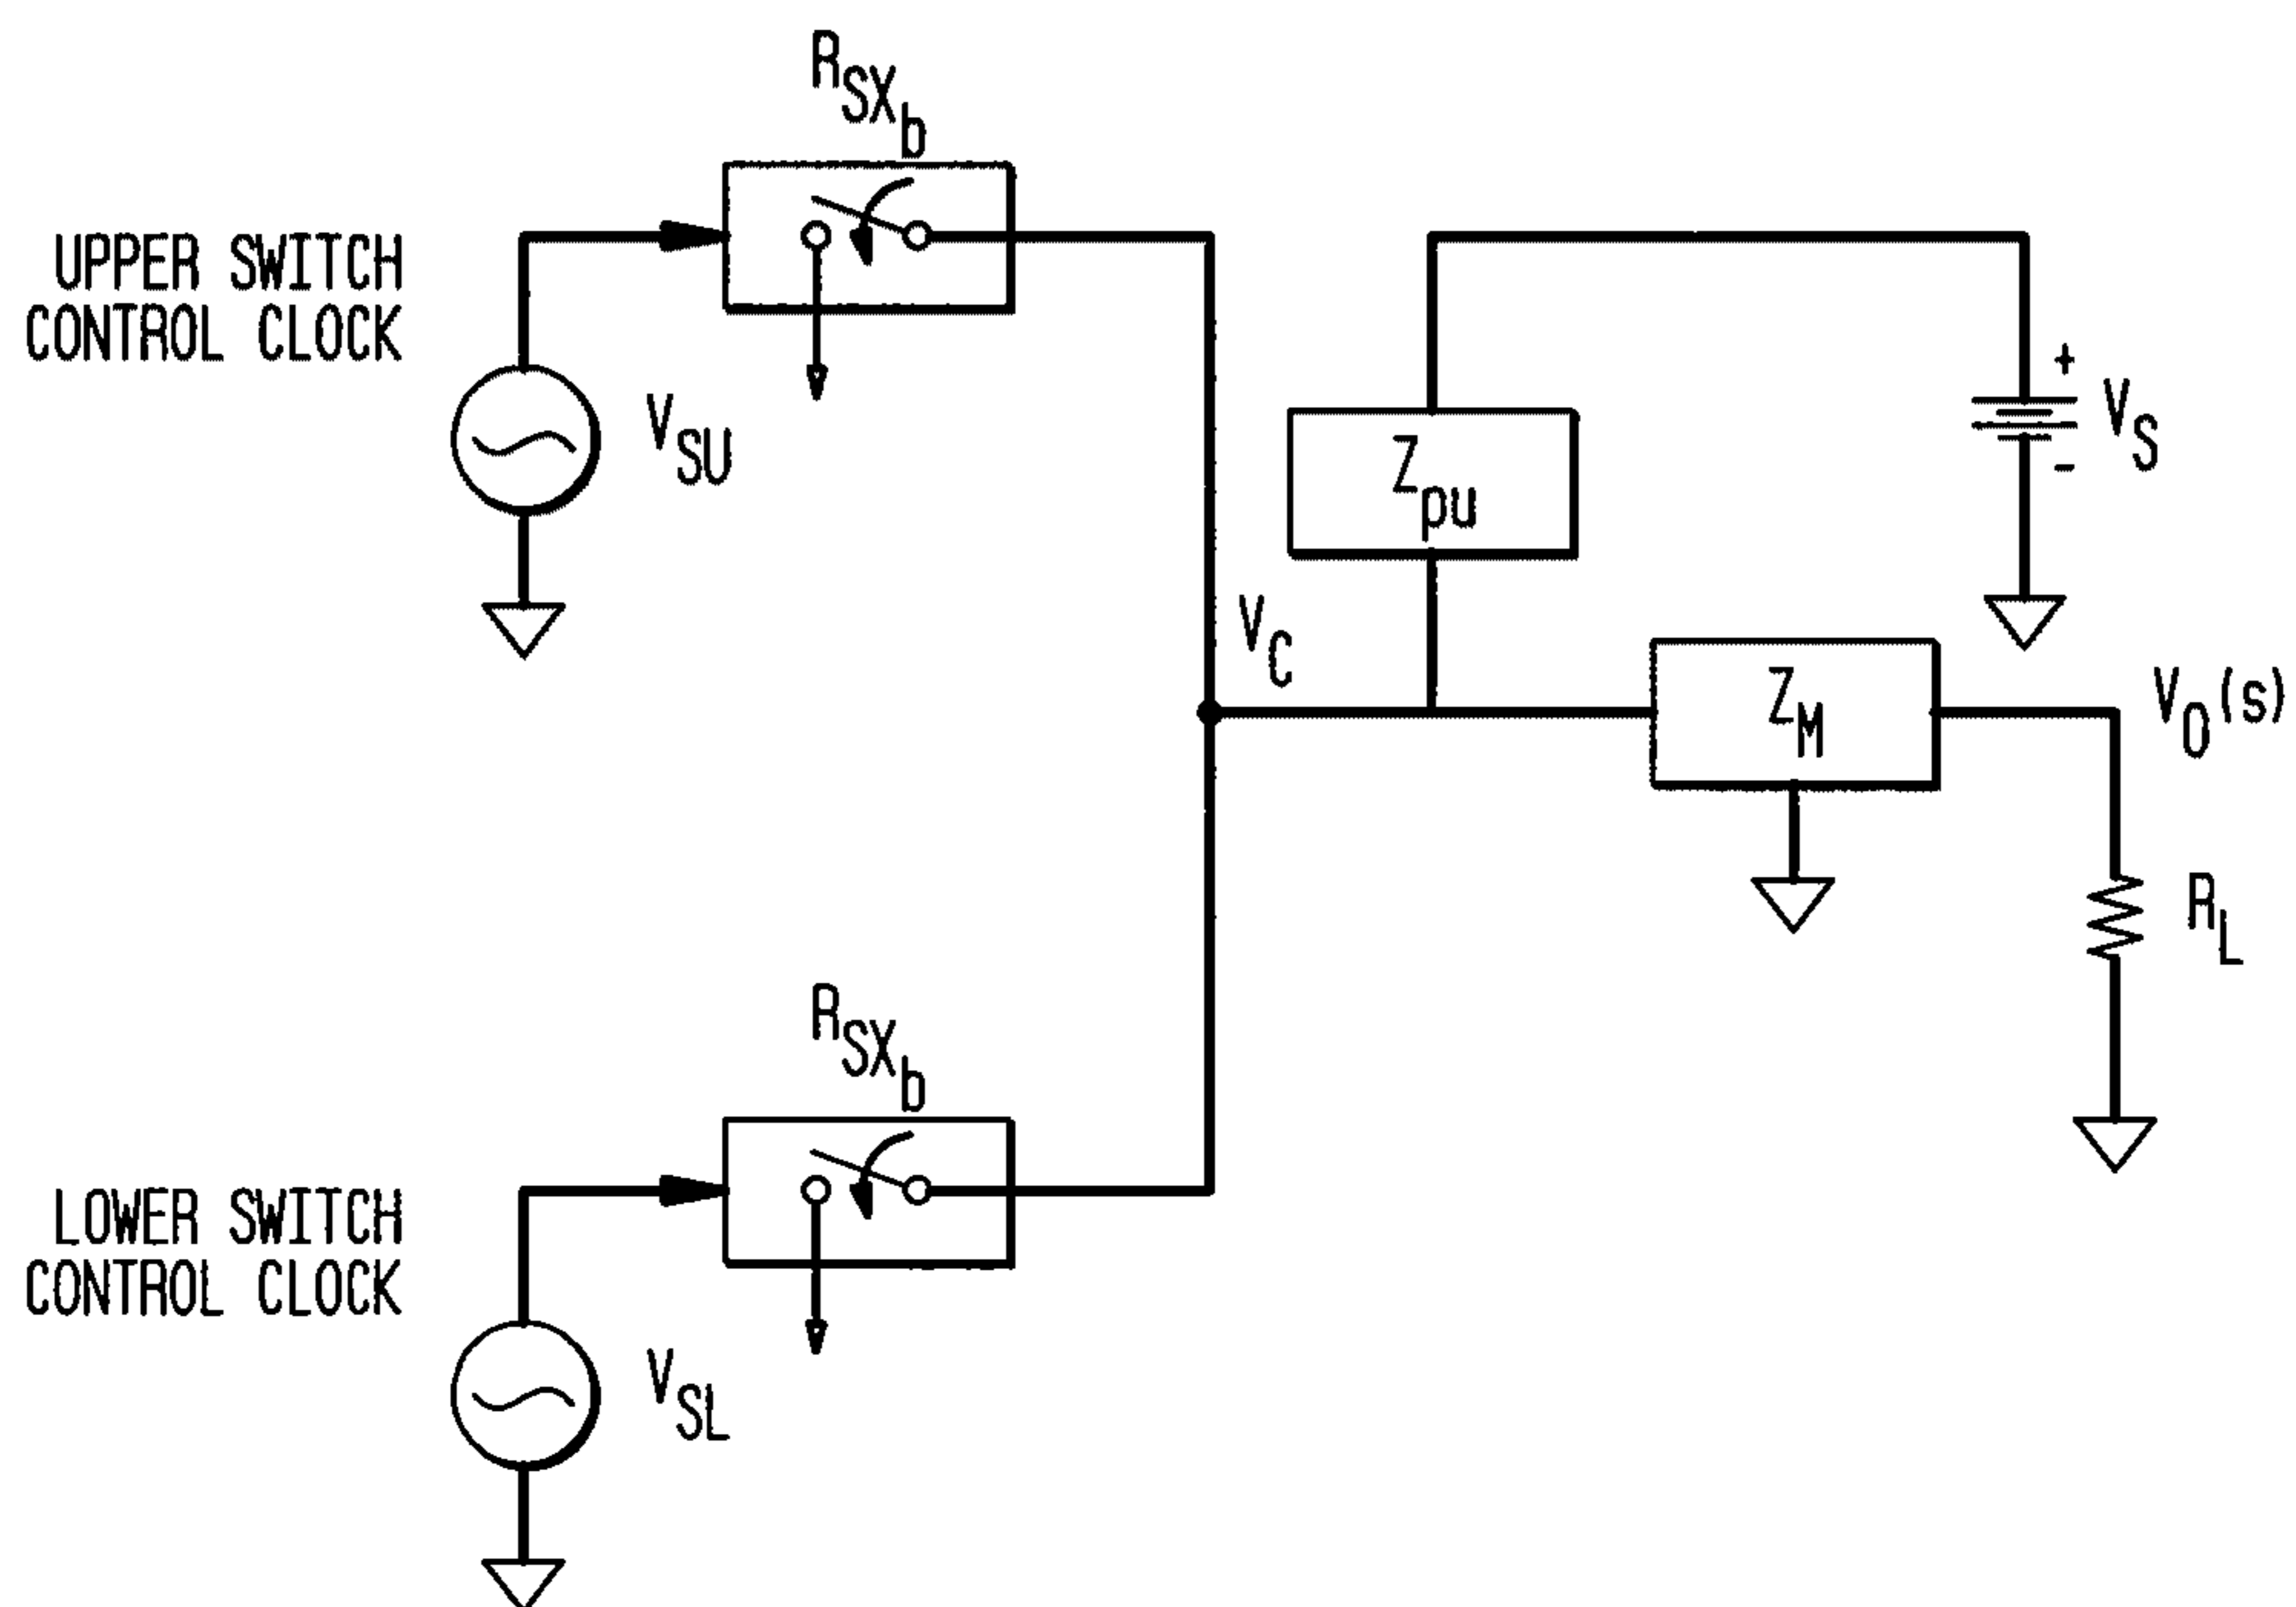 R_SX_b
UPPER SWITCH
CONTROL CLOCK
V_SU
+
V_S
-
Z_pu
V_C
Z_M
V_O(s)
R_L
R_SX_b
LOWER SWITCH
CONTROL CLOCK
V_SL